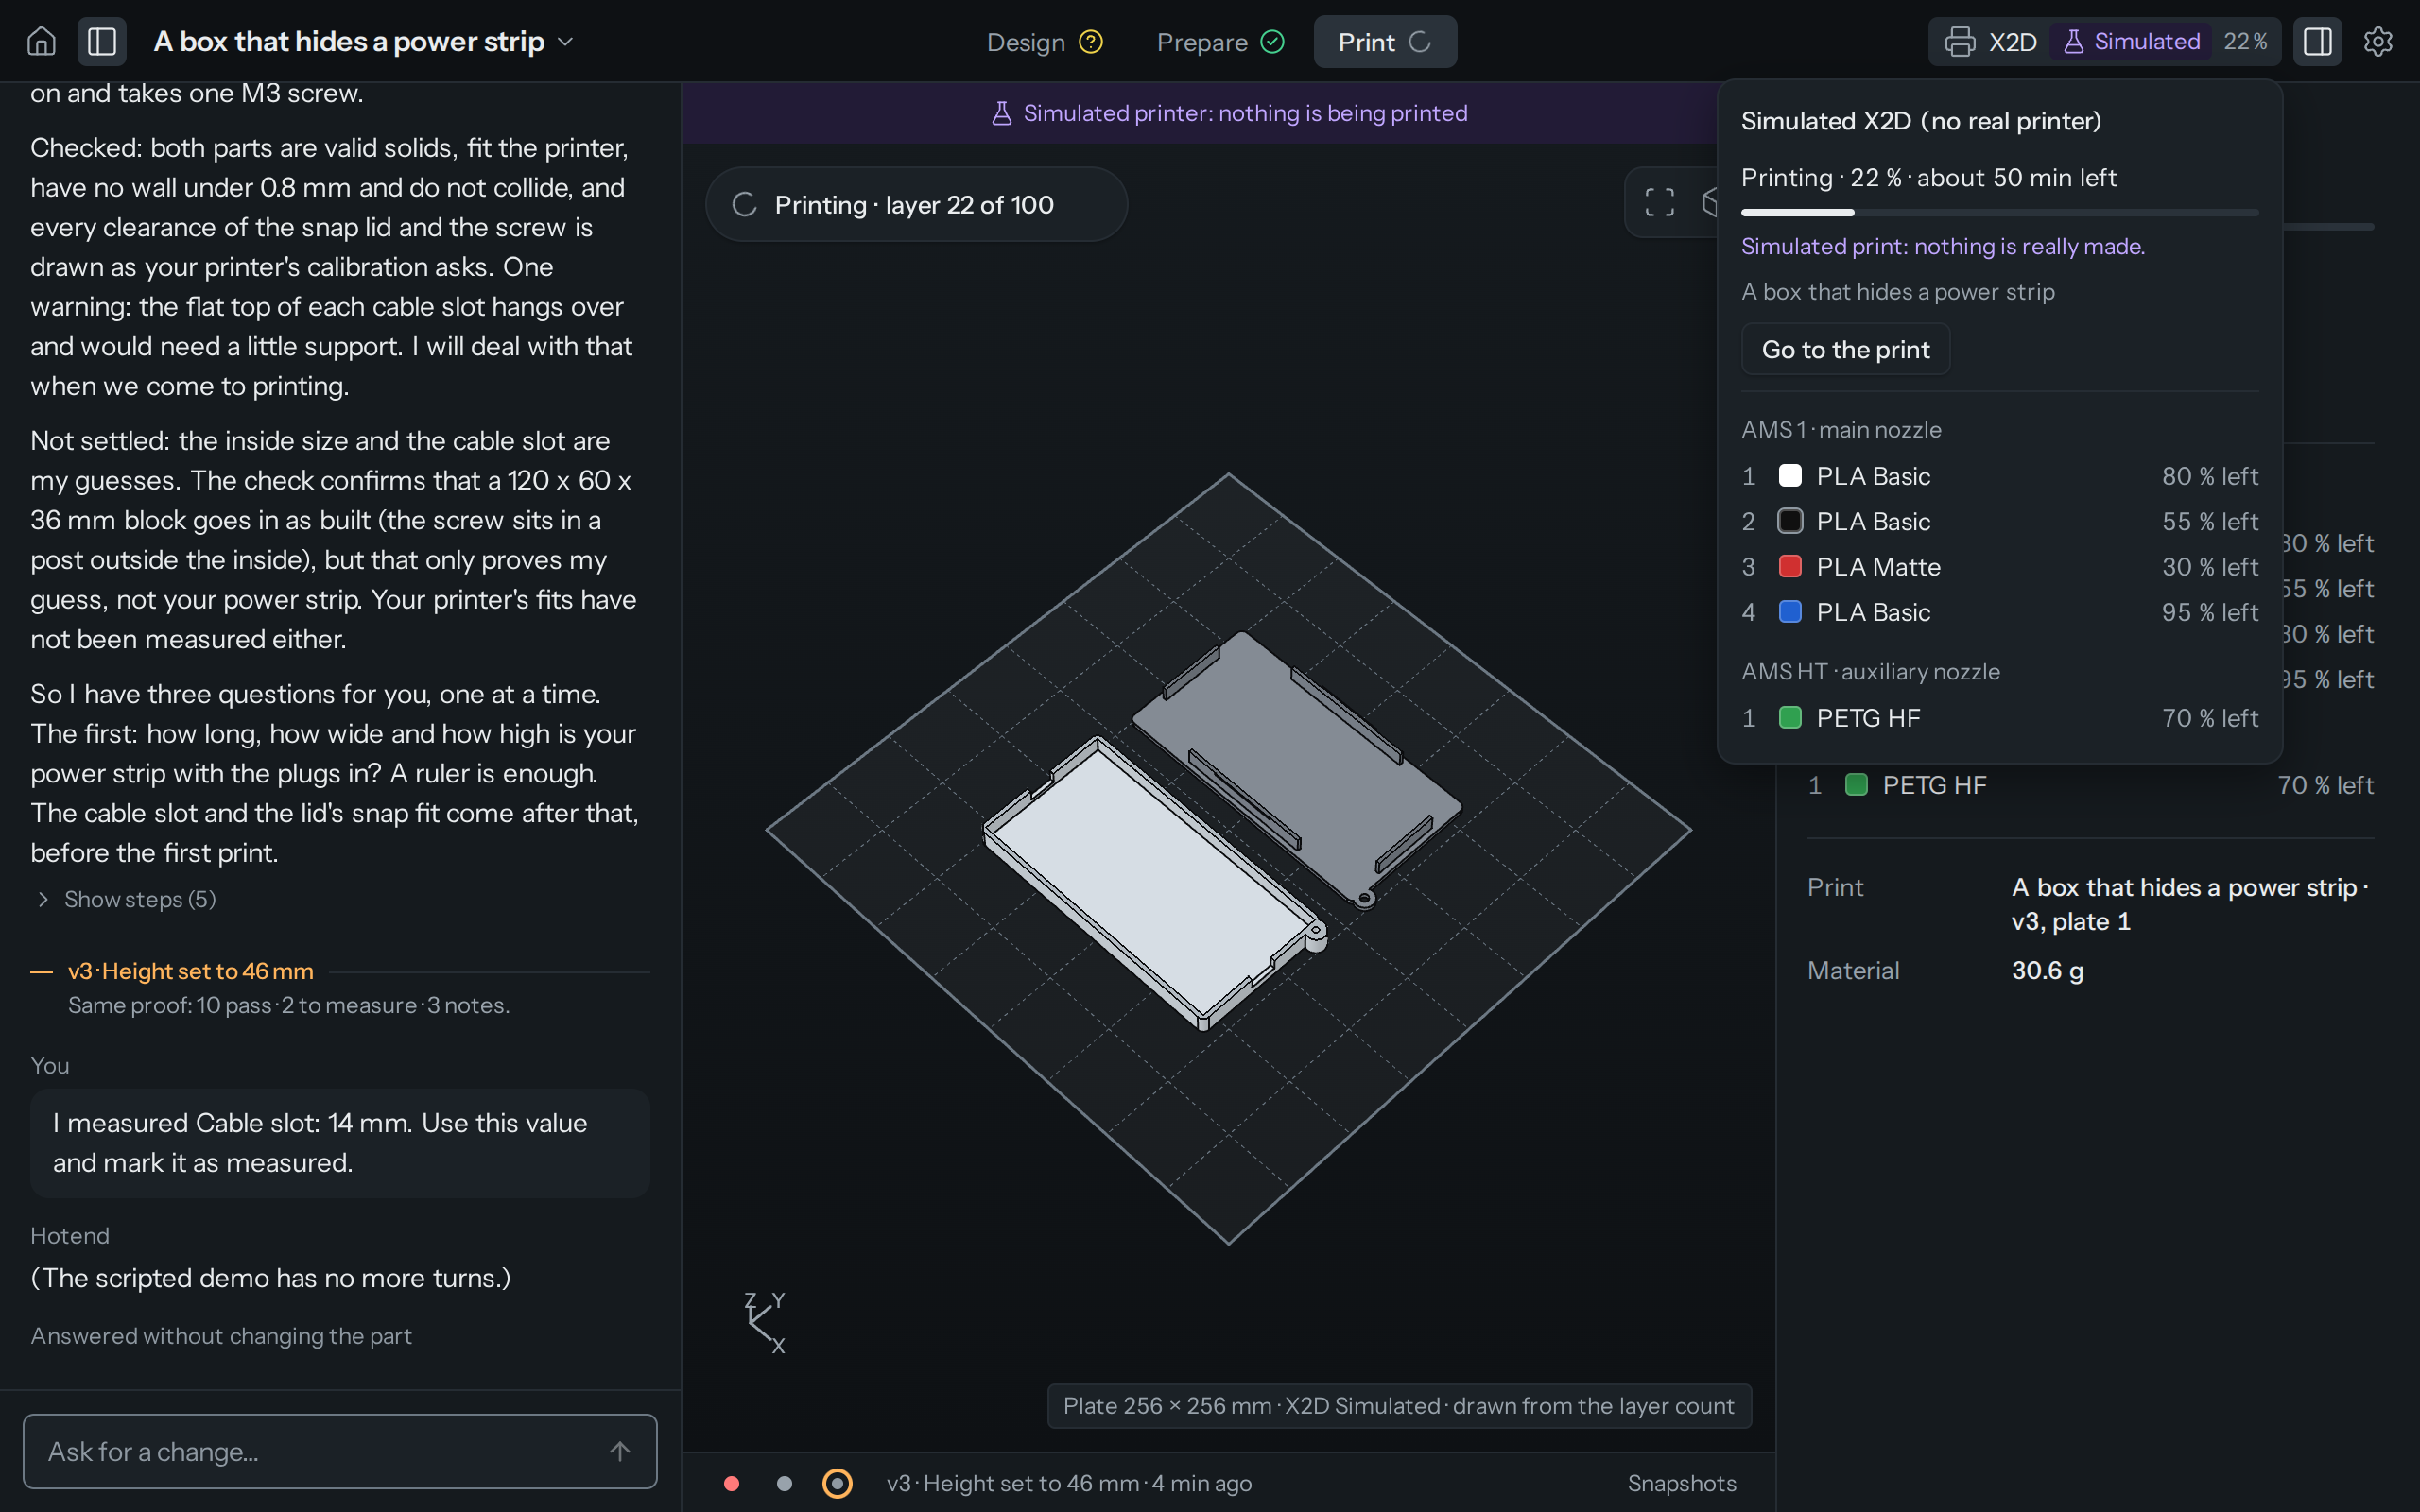 A box that hides a power strip
Design
Prepare
Print
X2D
Simulated
22%
on and takes one M3 screw.
Checked: both parts are valid solids, fit the printer,
have no wall under 0.8 mm and do not collide, and
every clearance of the snap lid and the screw is
drawn as your printer's calibration asks. One
warning: the flat top of each cable slot hangs over
and would need a little support. I will deal with that
when we come to printing.
Not settled: the inside size and the cable slot are
my guesses. The check confirms that a 120 x 60 x
36 mm block goes in as built (the screw sits in a
post outside the inside), but that only proves my
guess, not your power strip. Your printer's fits have
not been measured either.
So I have three questions for you, one at a time.
The first: how long, how wide and how high is your
power strip with the plugs in? A ruler is enough.
The cable slot and the lid's snap fit come after that,
before the first print.
Show steps (5)
v3 · Height set to 46 mm
Same proof: 10 pass · 2 to measure · 3 notes.
You
I measured Cable slot: 14 mm. Use this value
and mark it as measured.
Hotend
(The scripted demo has no more turns.)
Answered without changing the part
Ask for a change...
Simulated printer: nothing is being printed
Printing · layer 22 of 100
Z Y
X
Plate 256 × 256 mm · X2D Simulated · drawn from the layer count
v3 · Height set to 46 mm · 4 min ago
Snapshots
Simulated X2D (no real printer)
Printing · 22 % · about 50 min left
Simulated print: nothing is really made.
A box that hides a power strip
Go to the print
AMS 1 · main nozzle
1 PLA Basic 80 % left
2 PLA Basic 55 % left
3 PLA Matte 30 % left
4 PLA Basic 95 % left
AMS HT · auxiliary nozzle
1 PETG HF 70 % left
% left
% left
% left
% left
1 PETG HF 70 % left
Print A box that hides a power strip ·
v3, plate 1
Material 30.6 g